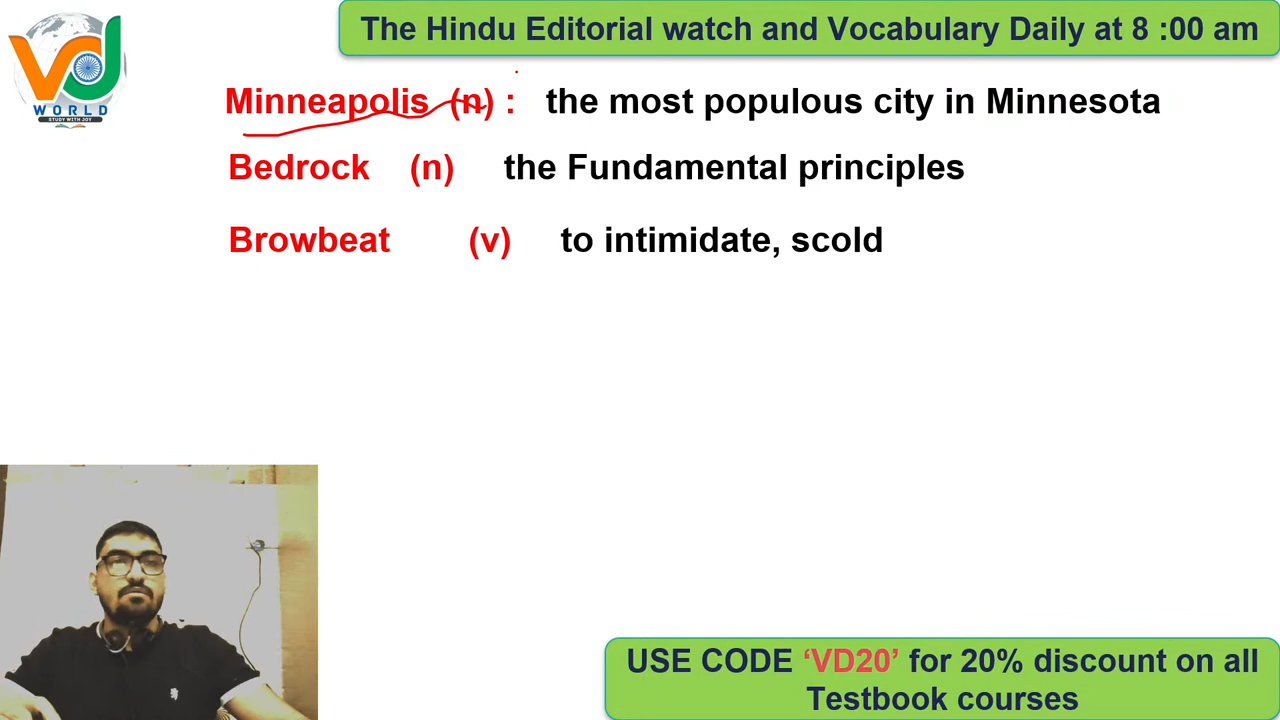 The Hindu Editorial watch and Vocabulary Daily at 8 :00 am
VD
WORLD
STUDY WITH JOY
Minneapolis (n) : the most populous city in Minnesota
Bedrock (n) the Fundamental principles
Browbeat (v) to intimidate, scold
USE CODE ‘VD20’ for 20% discount on all
Testbook courses